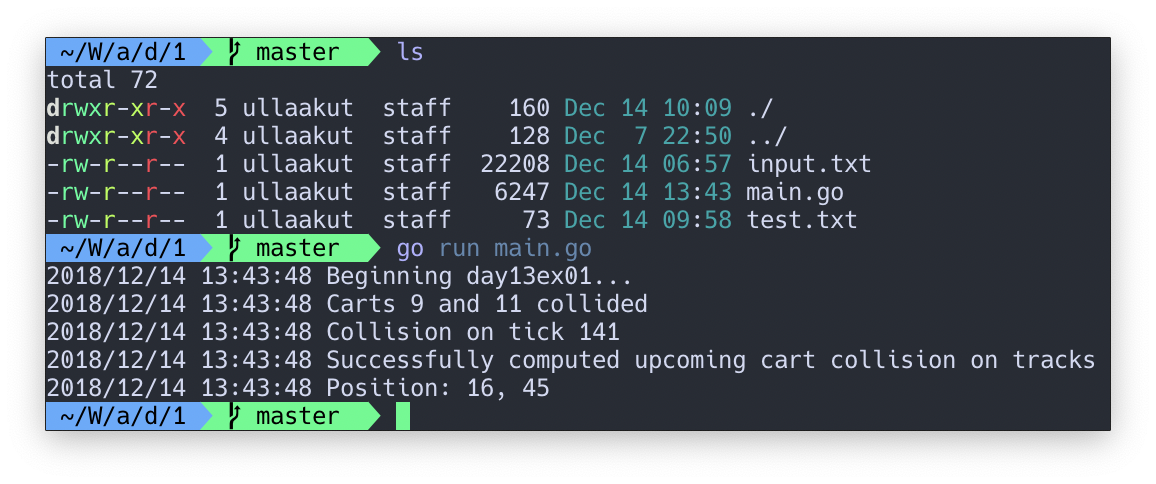 ~/W/a/d/1 master ls
total 72
drwxr-xr-x 5 ullaakut staff 160 Dec 14 10:09 ./
drwxr-xr-x 4 ullaakut staff 128 Dec 7 22:50 ../
-rw-r--r-- 1 ullaakut staff 22208 Dec 14 06:57 input.txt
-rw-r--r-- 1 ullaakut staff 6247 Dec 14 13:43 main.go
-rw-r--r-- 1 ullaakut staff 73 Dec 14 09:58 test.txt
~/W/a/d/1 master go run main.go
2018/12/14 13:43:48 Beginning day13ex01...
2018/12/14 13:43:48 Carts 9 and 11 collided
2018/12/14 13:43:48 Collision on tick 141
2018/12/14 13:43:48 Successfully computed upcoming cart collision on tracks
2018/12/14 13:43:48 Position: 16, 45
~/W/a/d/1 master